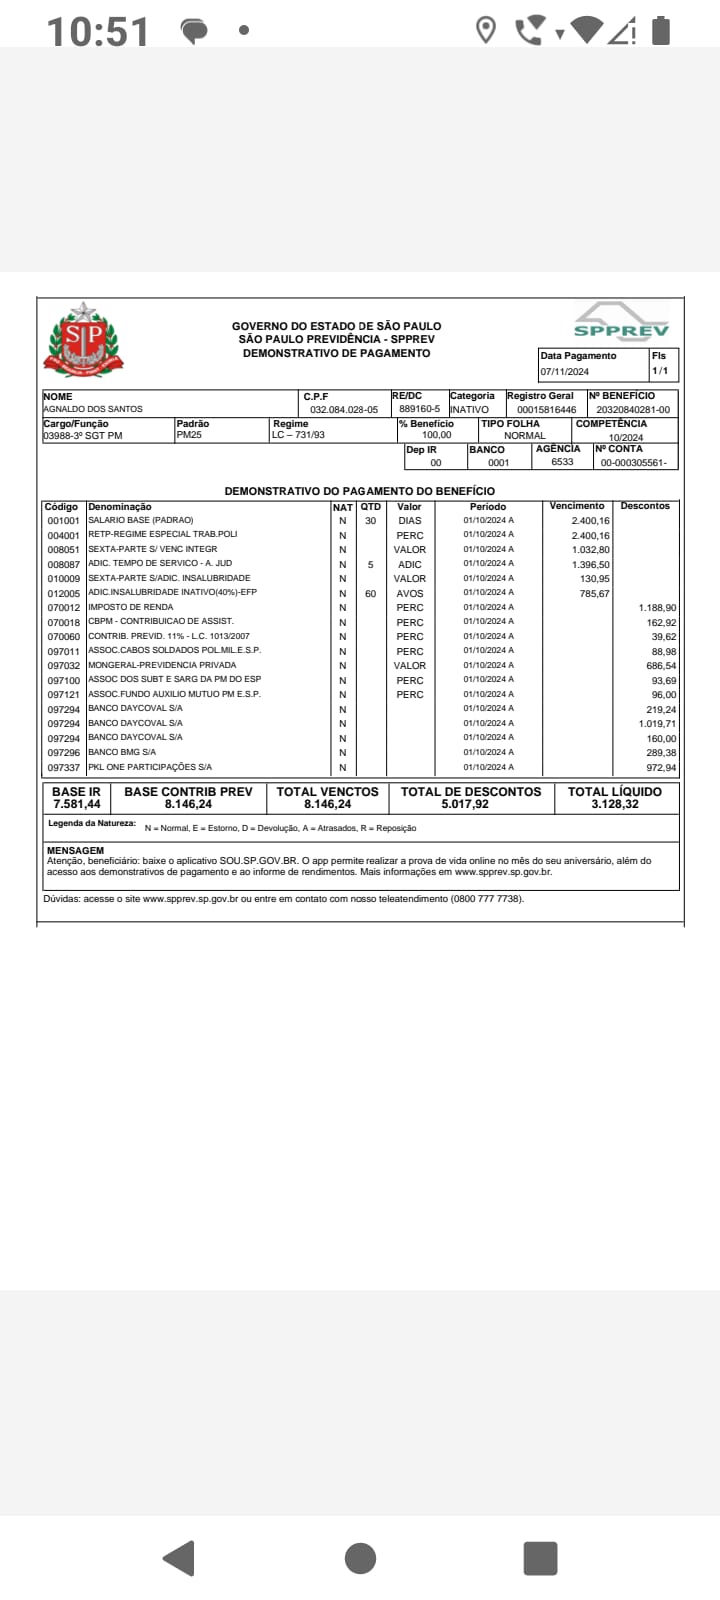 10:51
GOVERNO DO ESTADO DE SÃO PAULO
SÃO PAULO PREVIDÊNCIA - SPPREV
DEMONSTRATIVO DE PAGAMENTO
SPPREV
Data Pagamento Fls
07/11/2024 1/1
NOME C.P.F RE/DC Categoria Registro Geral Nº BENEFÍCIO
AGNALDO DOS SANTOS 032.084.028-05 889160-5 INATIVO 00015816446 20320840281-00
Cargo/Função Padrão Regime % Benefício TIPO FOLHA COMPETÊNCIA
03988-3º SGT PM PM25 LC – 731/93 100,00 NORMAL 10/2024
Dep IR BANCO AGÊNCIA Nº CONTA
00 0001 6533 00-000305561-
DEMONSTRATIVO DO PAGAMENTO DO BENEFÍCIO
Código Denominação NAT QTD Valor Período Vencimento Descontos
001001 SALARIO BASE (PADRAO) N 30 DIAS 01/10/2024 A 2.400,16
004001 RETP-REGIME ESPECIAL TRAB.POLI N PERC 01/10/2024 A 2.400,16
008051 SEXTA-PARTE S/ VENC INTEGR N VALOR 01/10/2024 A 1.032,80
008087 ADIC. TEMPO DE SERVICO - A. JUD N 5 ADIC 01/10/2024 A 1.396,50
010009 SEXTA-PARTE S/ADIC. INSALUBRIDADE N VALOR 01/10/2024 A 130,95
012005 ADIC.INSALUBRIDADE INATIVO(40%)-EFP N 60 AVOS 01/10/2024 A 785,67
070012 IMPOSTO DE RENDA N PERC 01/10/2024 A 1.188,90
070018 CBPM - CONTRIBUICAO DE ASSIST. N PERC 01/10/2024 A 162,92
070060 CONTRIB. PREVID. 11% - L.C. 1013/2007 N PERC 01/10/2024 A 39,62
097011 ASSOC.CABOS SOLDADOS POL.MIL.E.S.P. N PERC 01/10/2024 A 88,98
097032 MONGERAL-PREVIDENCIA PRIVADA N VALOR 01/10/2024 A 686,54
097100 ASSOC DOS SUBT E SARG DA PM DO ESP N PERC 01/10/2024 A 93,69
097121 ASSOC.FUNDO AUXILIO MUTUO PM E.S.P. N PERC 01/10/2024 A 96,00
097294 BANCO DAYCOVAL S/A N 01/10/2024 A 219,24
097294 BANCO DAYCOVAL S/A N 01/10/2024 A 1.019,71
097294 BANCO DAYCOVAL S/A N 01/10/2024 A 160,00
097296 BANCO BMG S/A N 01/10/2024 A 289,38
097337 PKL ONE PARTICIPAÇÕES S/A N 01/10/2024 A 972,94
BASE IR BASE CONTRIB PREV TOTAL VENCTOS TOTAL DE DESCONTOS TOTAL LÍQUIDO
7.581,44 8.146,24 8.146,24 5.017,92 3.128,32
Legenda da Natureza: N = Normal, E = Estorno, D = Devolução, A = Atrasados, R = Reposição
MENSAGEM
Atenção, beneficiário: baixe o aplicativo SOU.SP.GOV.BR. O app permite realizar a prova de vida online no mês do seu aniversário, além do
acesso aos demonstrativos de pagamento e ao informe de rendimentos. Mais informações em www.spprev.sp.gov.br.
Dúvidas: acesse o site www.spprev.sp.gov.br ou entre em contato com nosso teleatendimento (0800 777 7738).